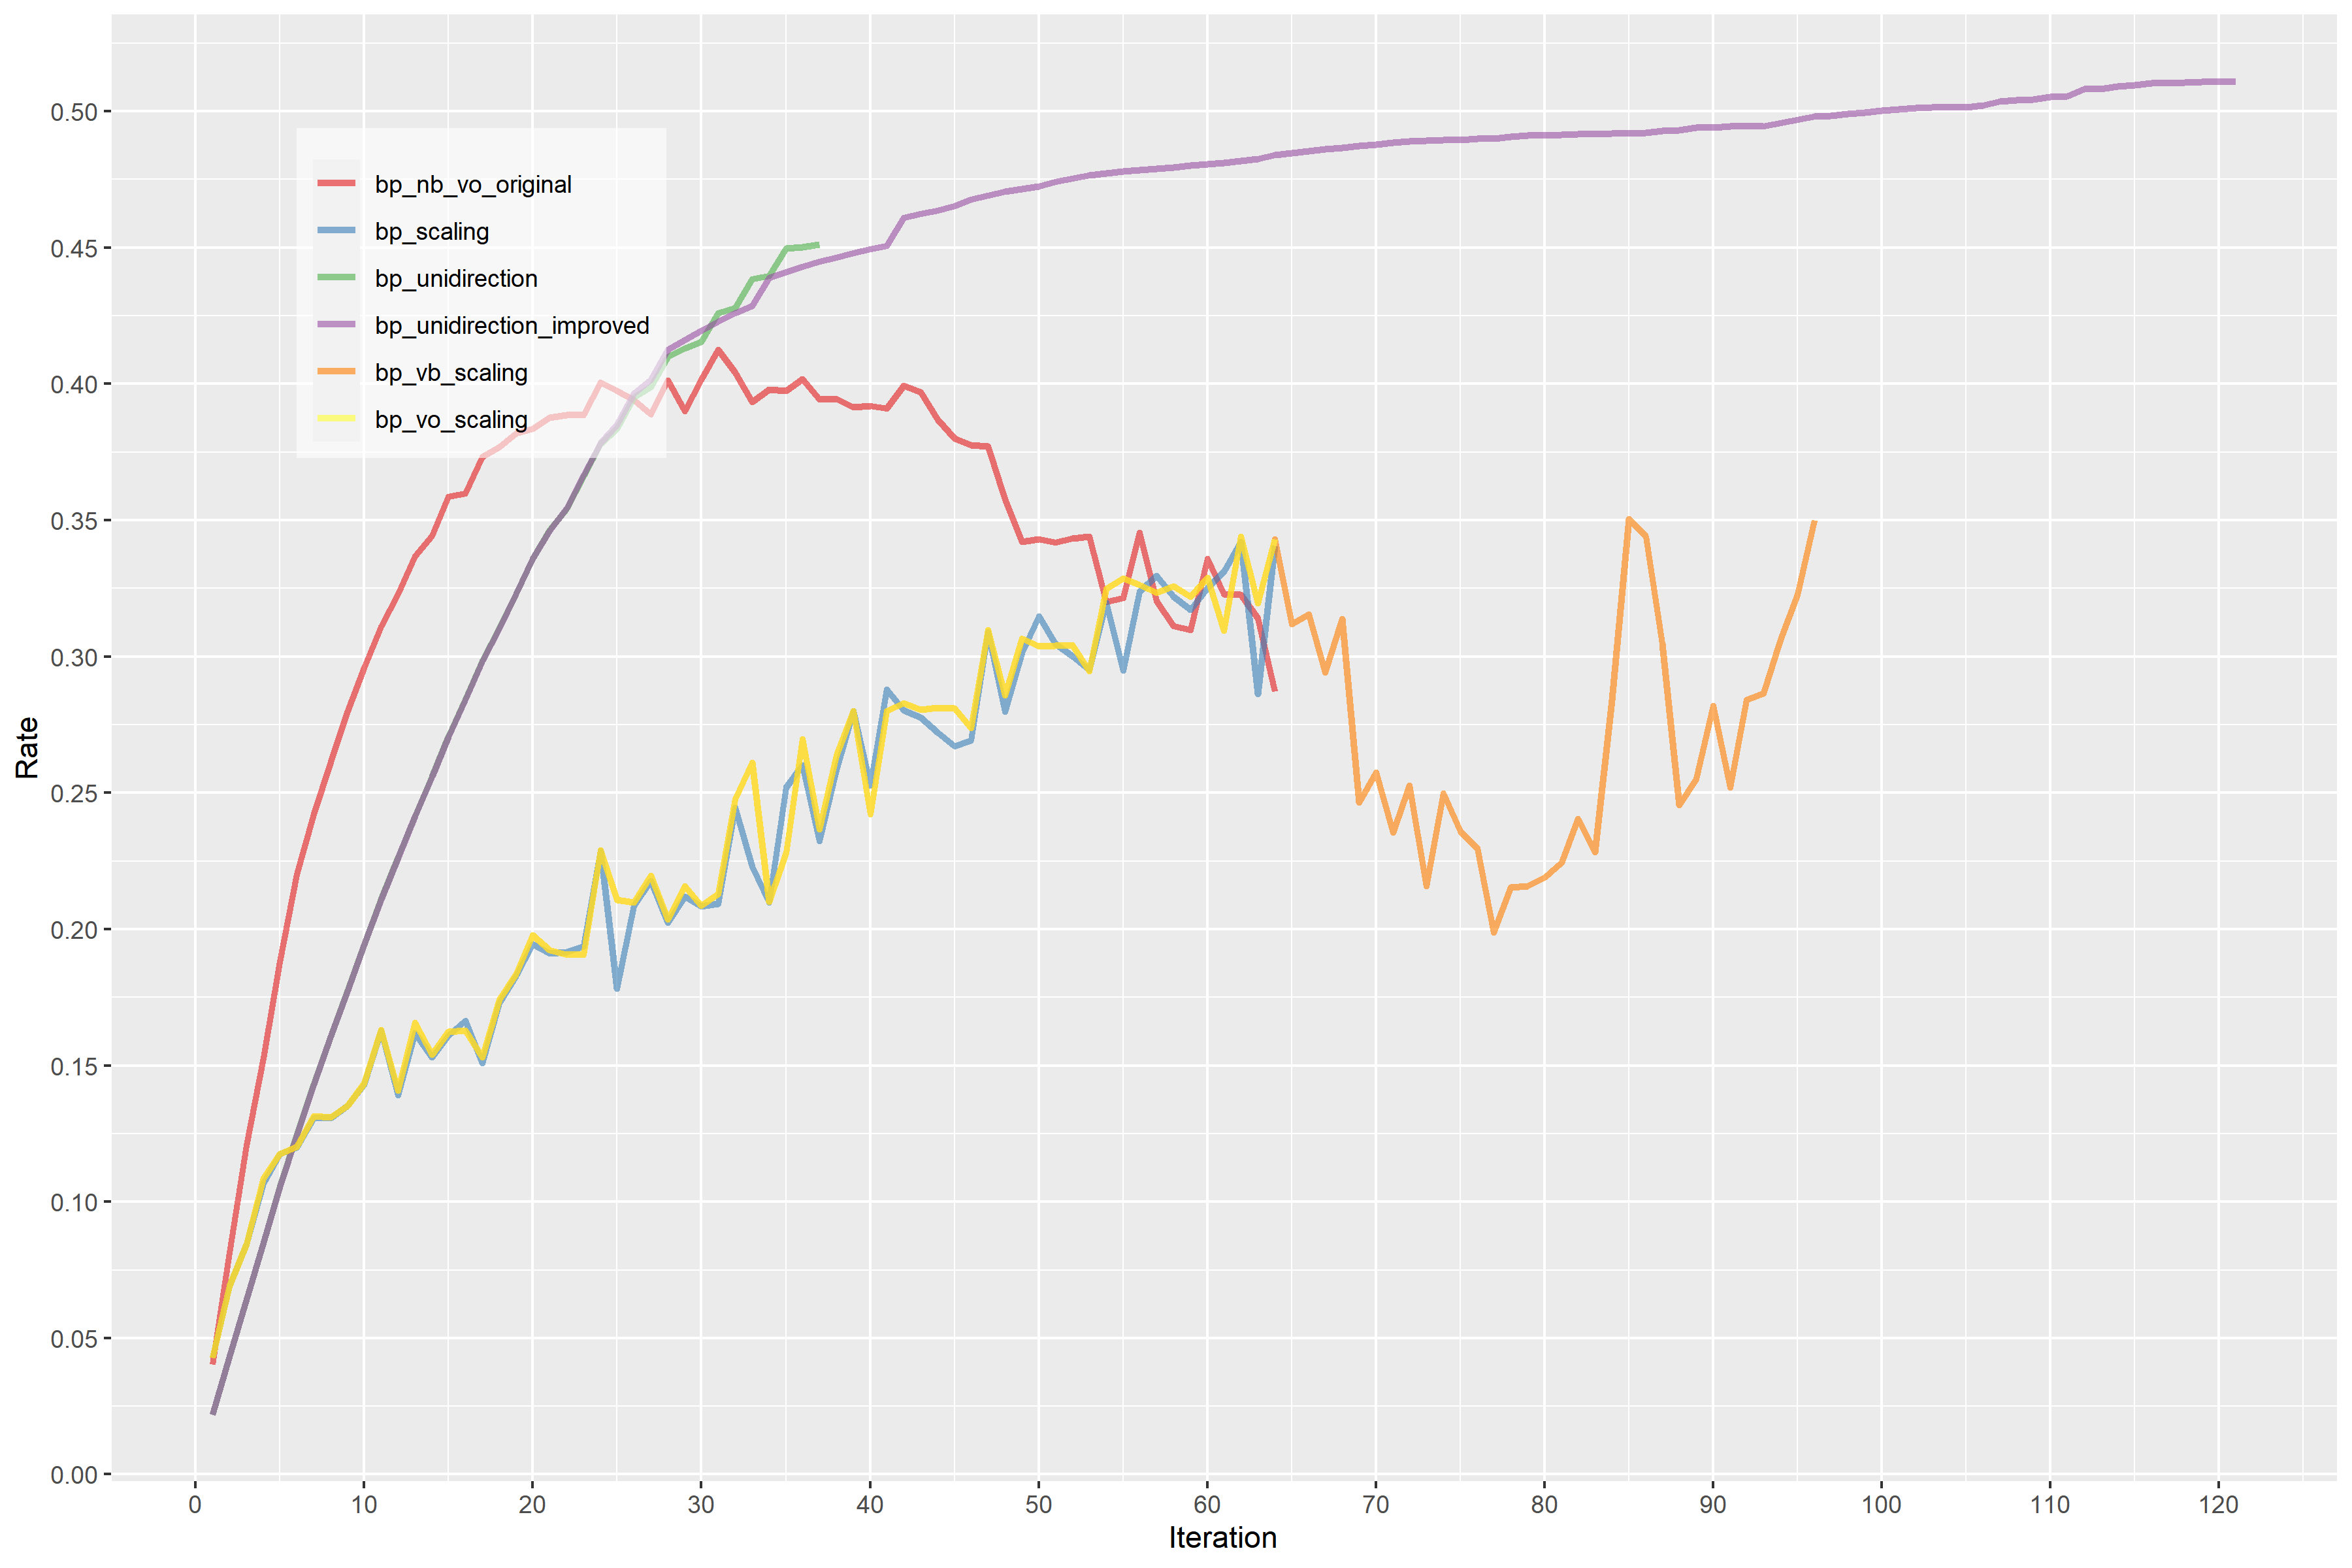 0.50
0.45
0.40
0.35
0.30
0.25
0.20
0.15
0.10
0.05
0.00
Rate
bp_nb_vo_original
bp_scaling
bp_unidirection
bp_unidirection_improved
bp_vb_scaling
bp_vo_scaling
0 10 20 30 40 50 60 70 80 90 100 110 120
Iteration